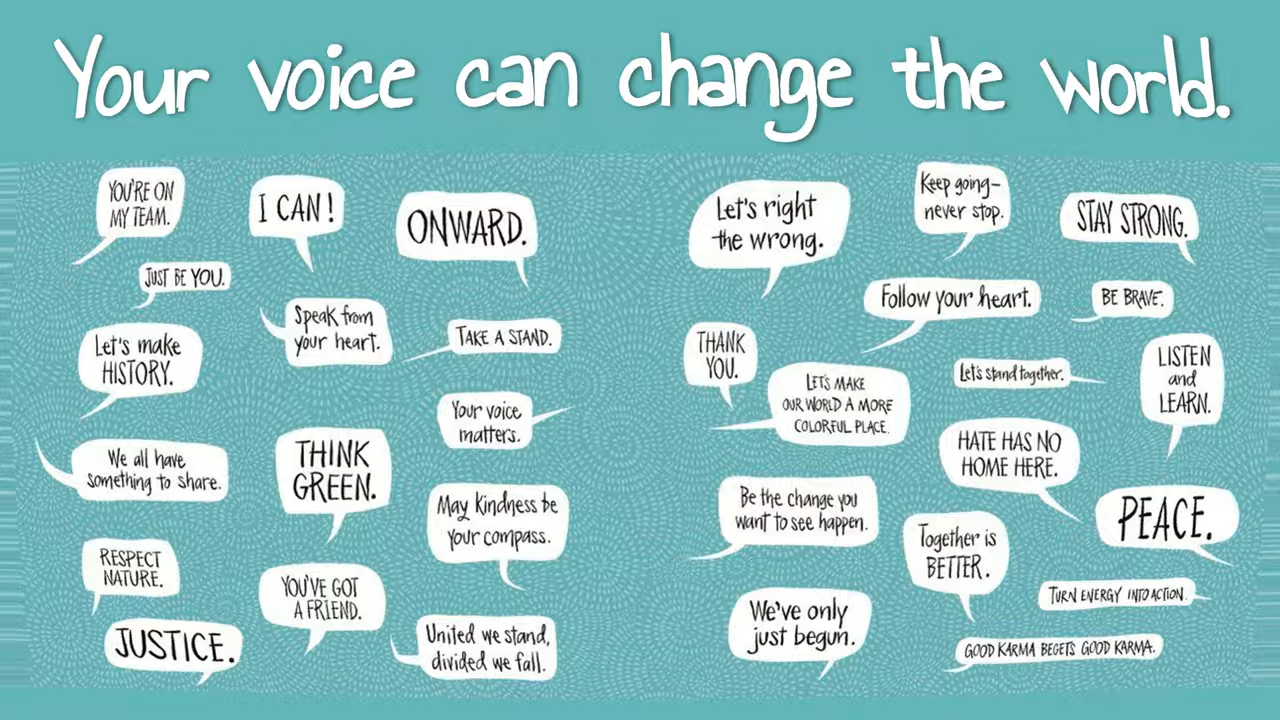 Your voice can change the world.
YOU'RE ON
MY TEAM.
I CAN!
ONWARD.
JUST BE YOU.
Speak from
your heart.
TAKE A STAND.
Let's make
HISTORY.
Your voice
matters.
We all have
something to share.
THINK
GREEN.
May kindness be
your compass.
RESPECT
NATURE.
YOU'VE GOT
A FRIEND.
JUSTICE.
United we stand,
divided we fall.
Let's right
the wrong.
Keep going—
never stop.
STAY STRONG.
Follow your heart.
BE BRAVE.
THANK
YOU.
LET'S MAKE
OUR WORLD A MORE
COLORFUL PLACE.
Let's stand together.
LISTEN
and
LEARN.
HATE HAS NO
HOME HERE.
Be the change you
want to see happen.
Together is
BETTER.
PEACE.
TURN ENERGY INTO ACTION.
We've only
just begun.
GOOD KARMA BEGETS GOOD KARMA.